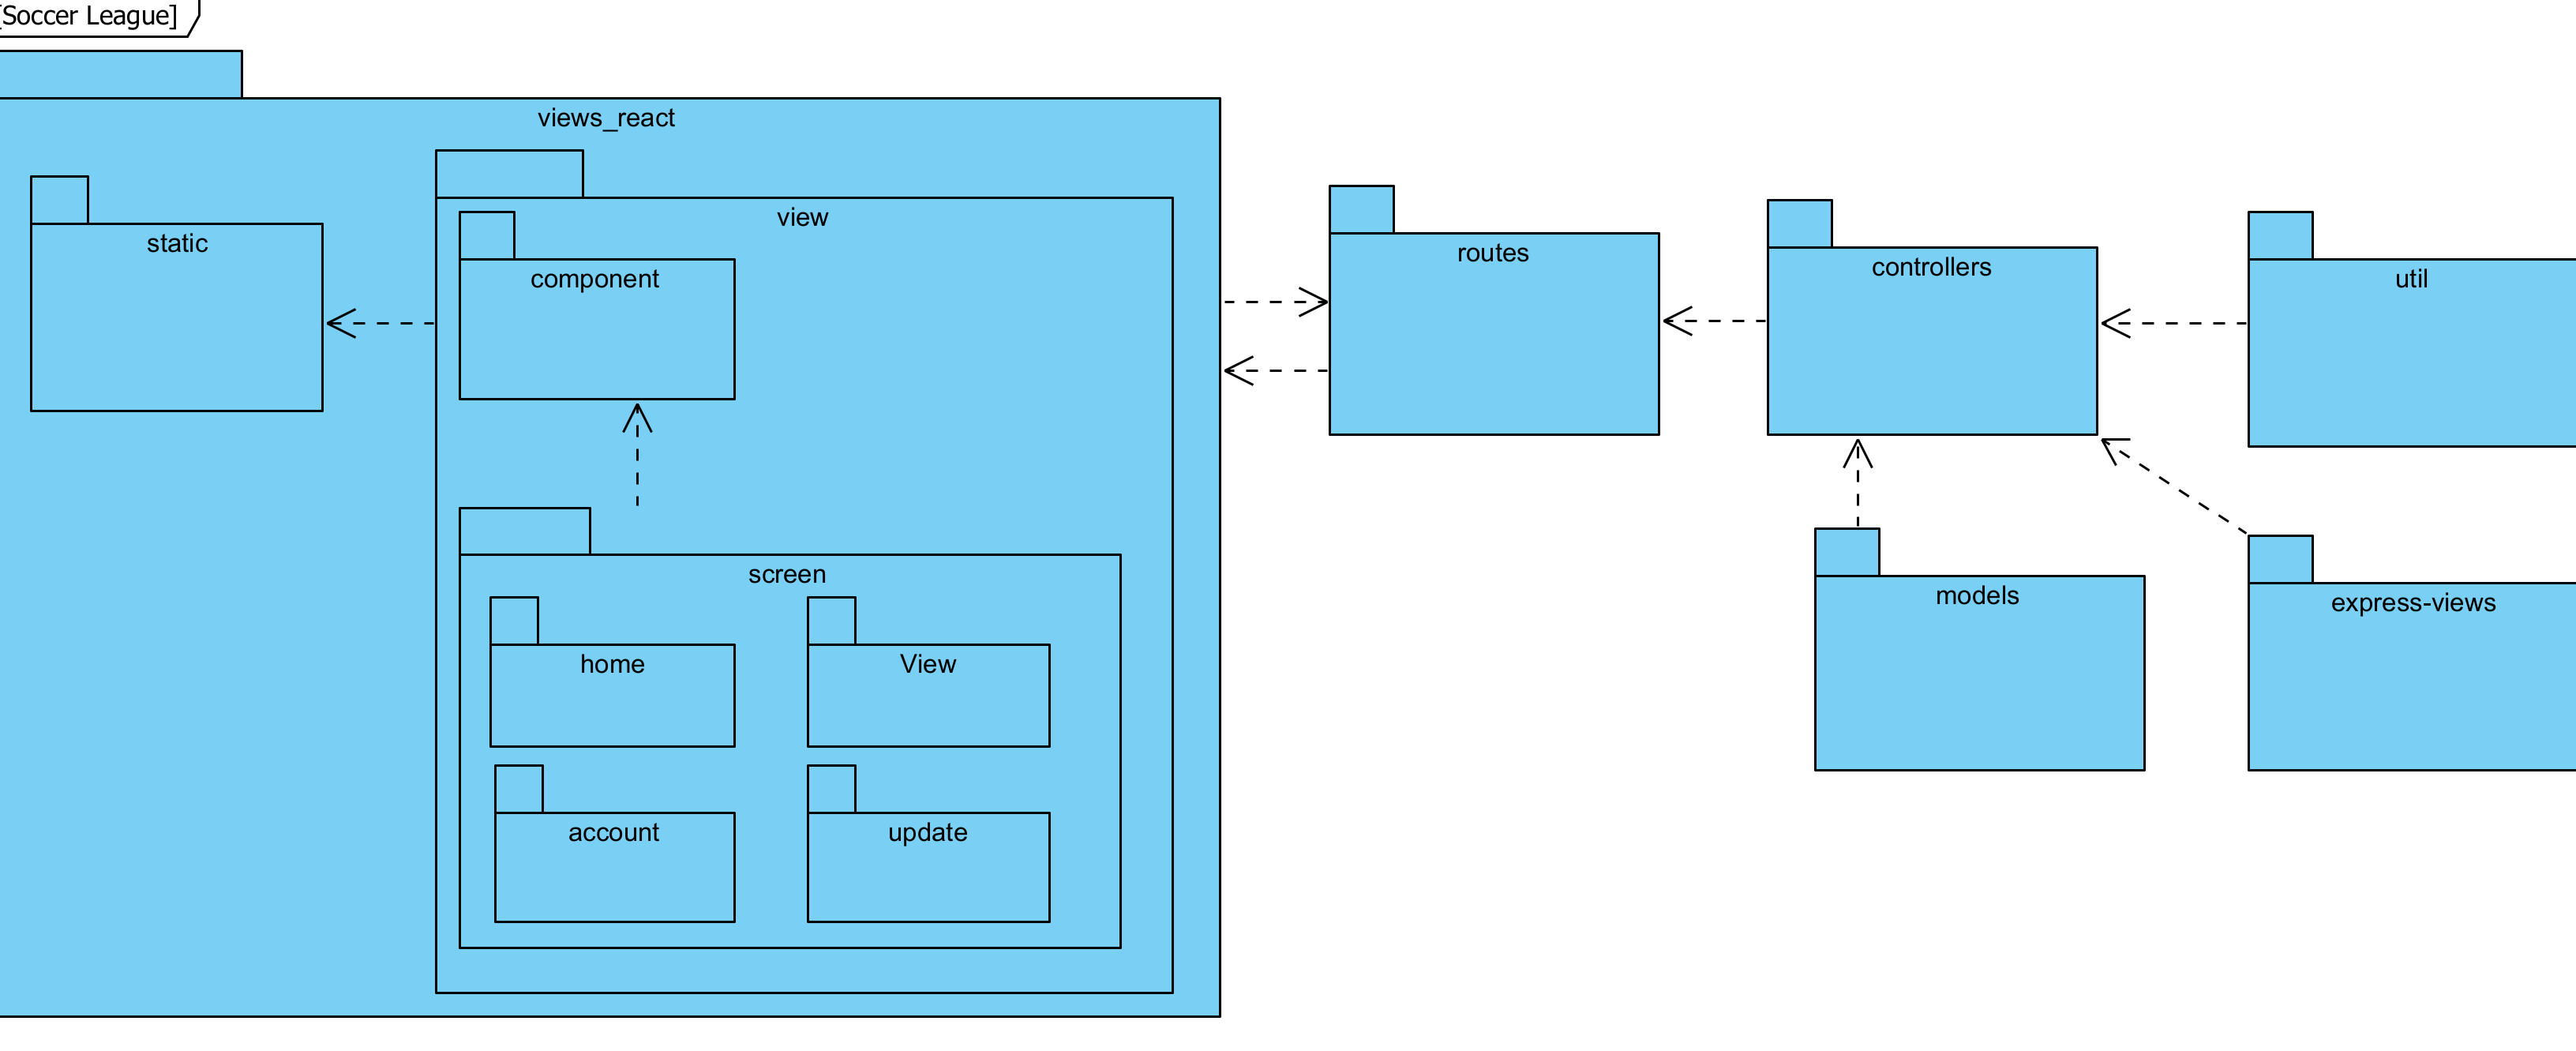 [Soccer League]
views_react
static
view
component
screen
home
View
account
update
routes
controllers
util
models
express-views